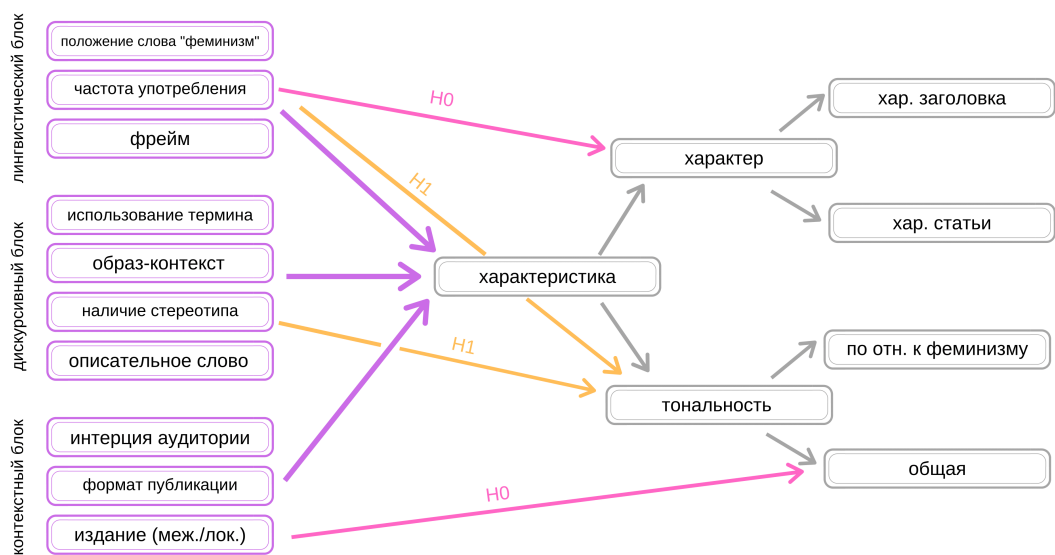 лингвистический блок
положение слова "феминизм"
частота употребления
фрейм
дискурсивный блок
использование термина
образ-контекст
наличие стереотипа
описательное слово
контекстный блок
интерция аудитории
формат публикации
издание (меж./лок.)
H0
H1
H1
H0
характеристика
характер
тональность
хар. заголовка
хар. статьи
по отн. к феминизму
общая